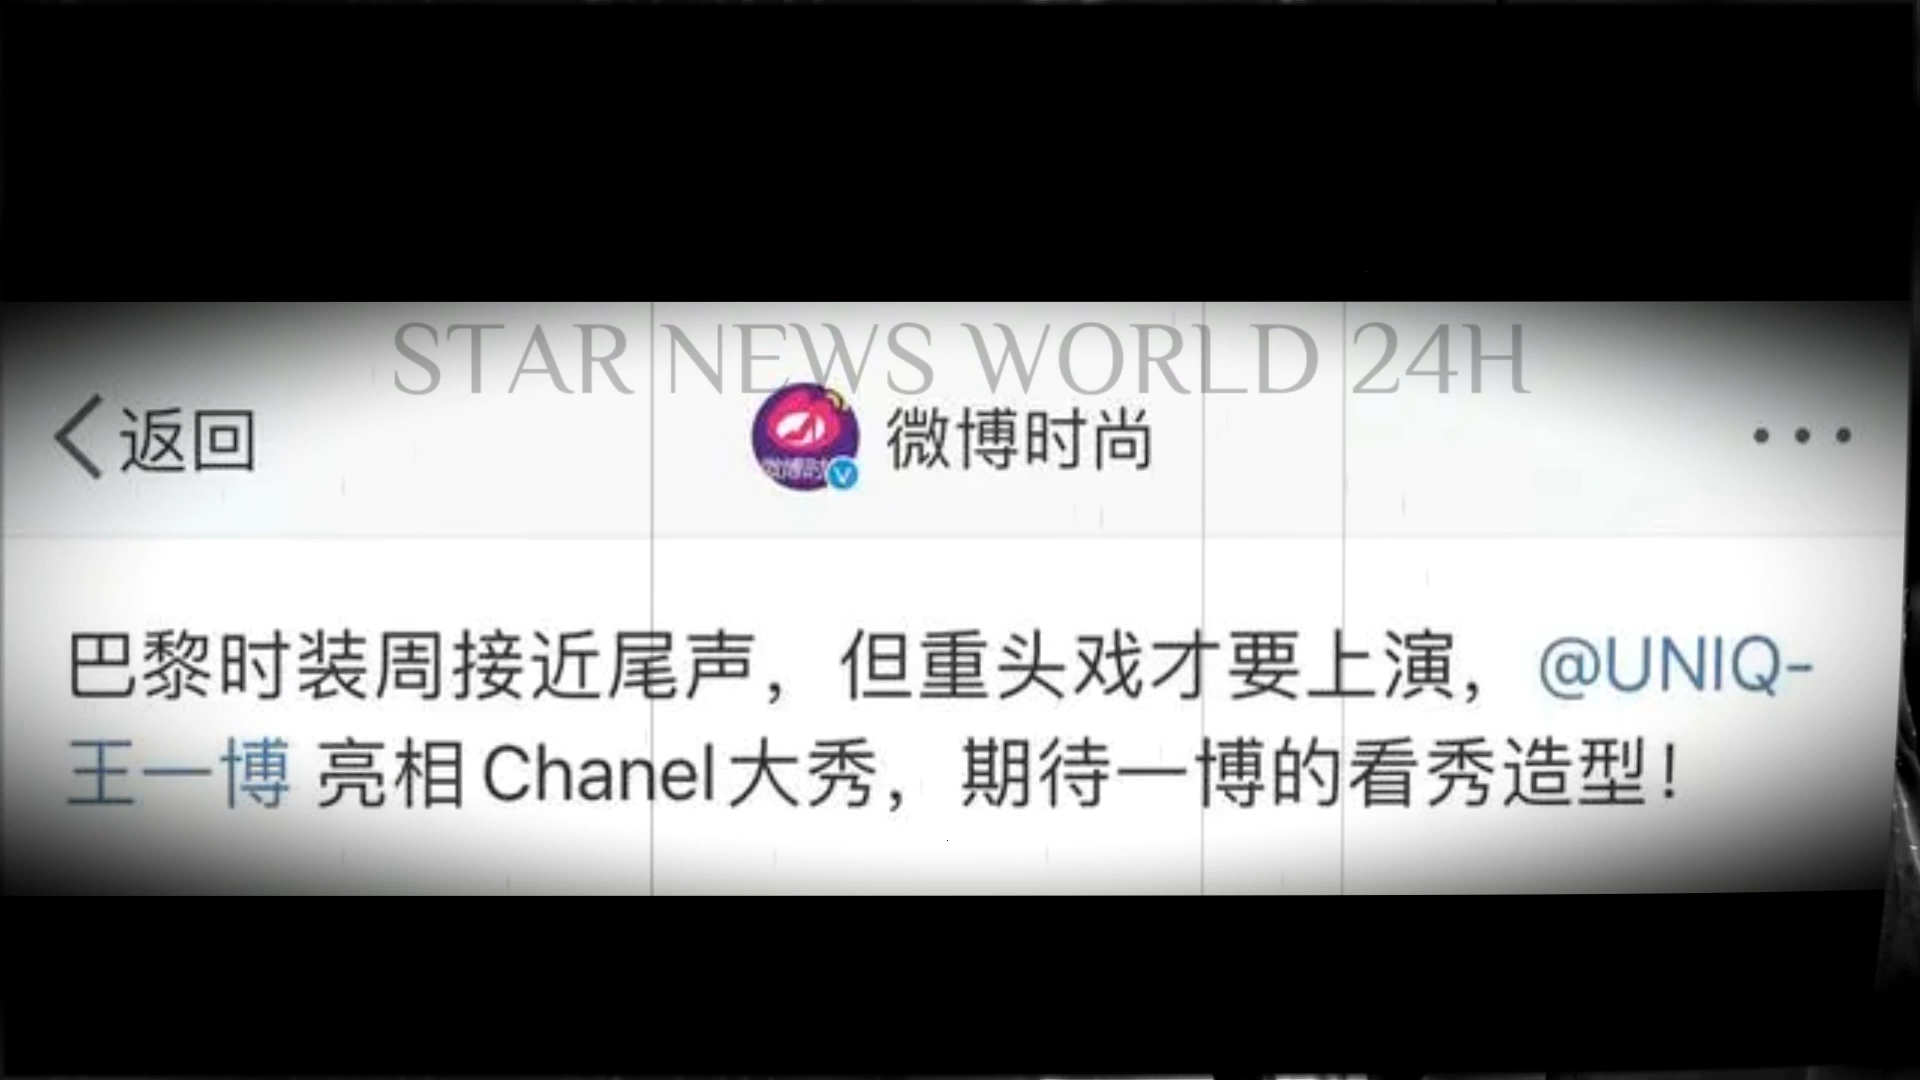 STAR NEWS WORLD 24H
返回
微博时尚
巴黎时装周接近尾声，但重头戏才要上演，@UNIQ-
王一博 亮相Chanel大秀，期待一博的看秀造型！